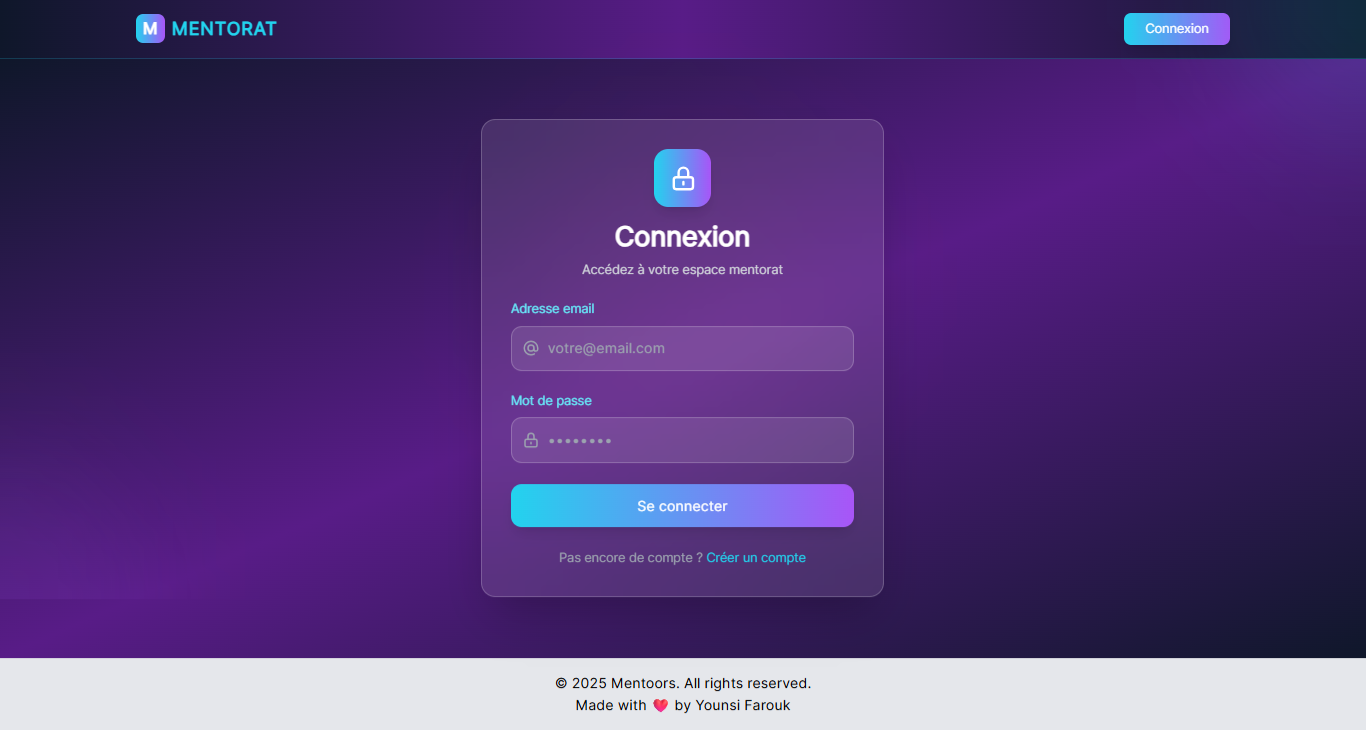 M MENTORAT
Connexion
Connexion
Accédez à votre espace mentorat
Adresse email
votre@email.com
Mot de passe
••••••••
Se connecter
Pas encore de compte ? Créer un compte
© 2025 Mentoors. All rights reserved.
Made with 💖 by Younsi Farouk